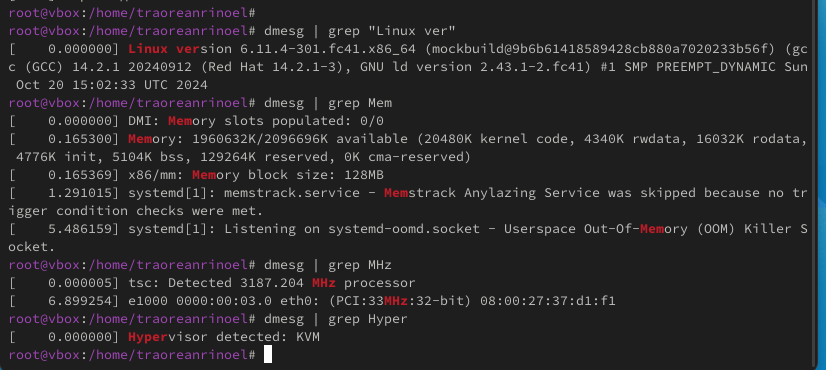 root@vbox:/home/traoreanrinoel#
root@vbox:/home/traoreanrinoel# dmesg | grep "Linux ver"
[    0.000000] Linux version 6.11.4-301.fc41.x86_64 (mockbuild@9b6b61418589428cb880a7020233b56f) (gc
c (GCC) 14.2.1 20240912 (Red Hat 14.2.1-3), GNU ld version 2.43.1-2.fc41) #1 SMP PREEMPT_DYNAMIC Sun
 Oct 20 15:02:33 UTC 2024
root@vbox:/home/traoreanrinoel# dmesg | grep Mem
[    0.000000] DMI: Memory slots populated: 0/0
[    0.165300] Memory: 1960632K/2096696K available (20480K kernel code, 4340K rwdata, 16032K rodata,
 4776K init, 5104K bss, 129264K reserved, 0K cma-reserved)
[    0.165369] x86/mm: Memory block size: 128MB
[    1.291015] systemd[1]: memstrack.service - Memstrack Anylazing Service was skipped because no tr
igger condition checks were met.
[    5.486159] systemd[1]: Listening on systemd-oomd.socket - Userspace Out-Of-Memory (OOM) Killer S
ocket.
root@vbox:/home/traoreanrinoel# dmesg | grep MHz
[    0.000005] tsc: Detected 3187.204 MHz processor
[    6.899254] e1000 0000:00:03.0 eth0: (PCI:33MHz:32-bit) 08:00:27:37:d1:f1
root@vbox:/home/traoreanrinoel# dmesg | grep Hyper
[    0.000000] Hypervisor detected: KVM
root@vbox:/home/traoreanrinoel#